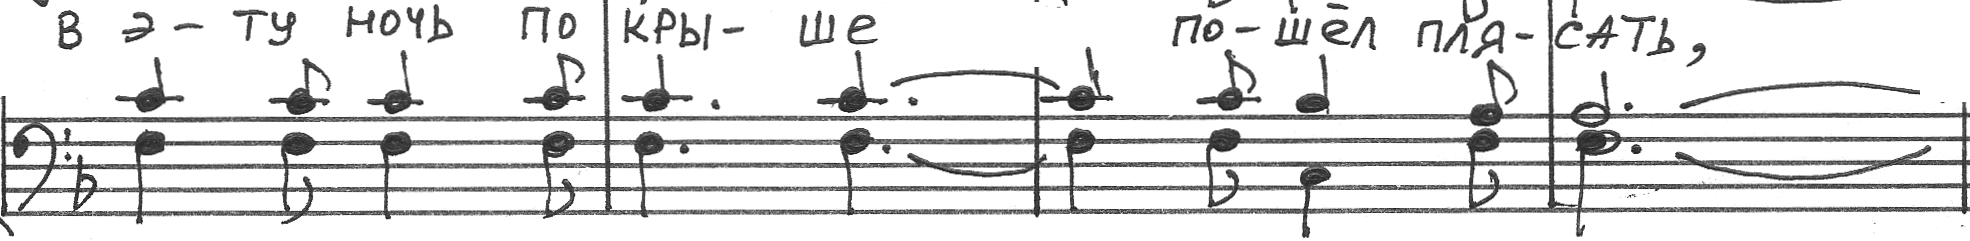 В Э- ТУ НОЧЬ ПО КРЫ- ШЕ ПО-ШЁЛ ПЛЯ-САТЬ,